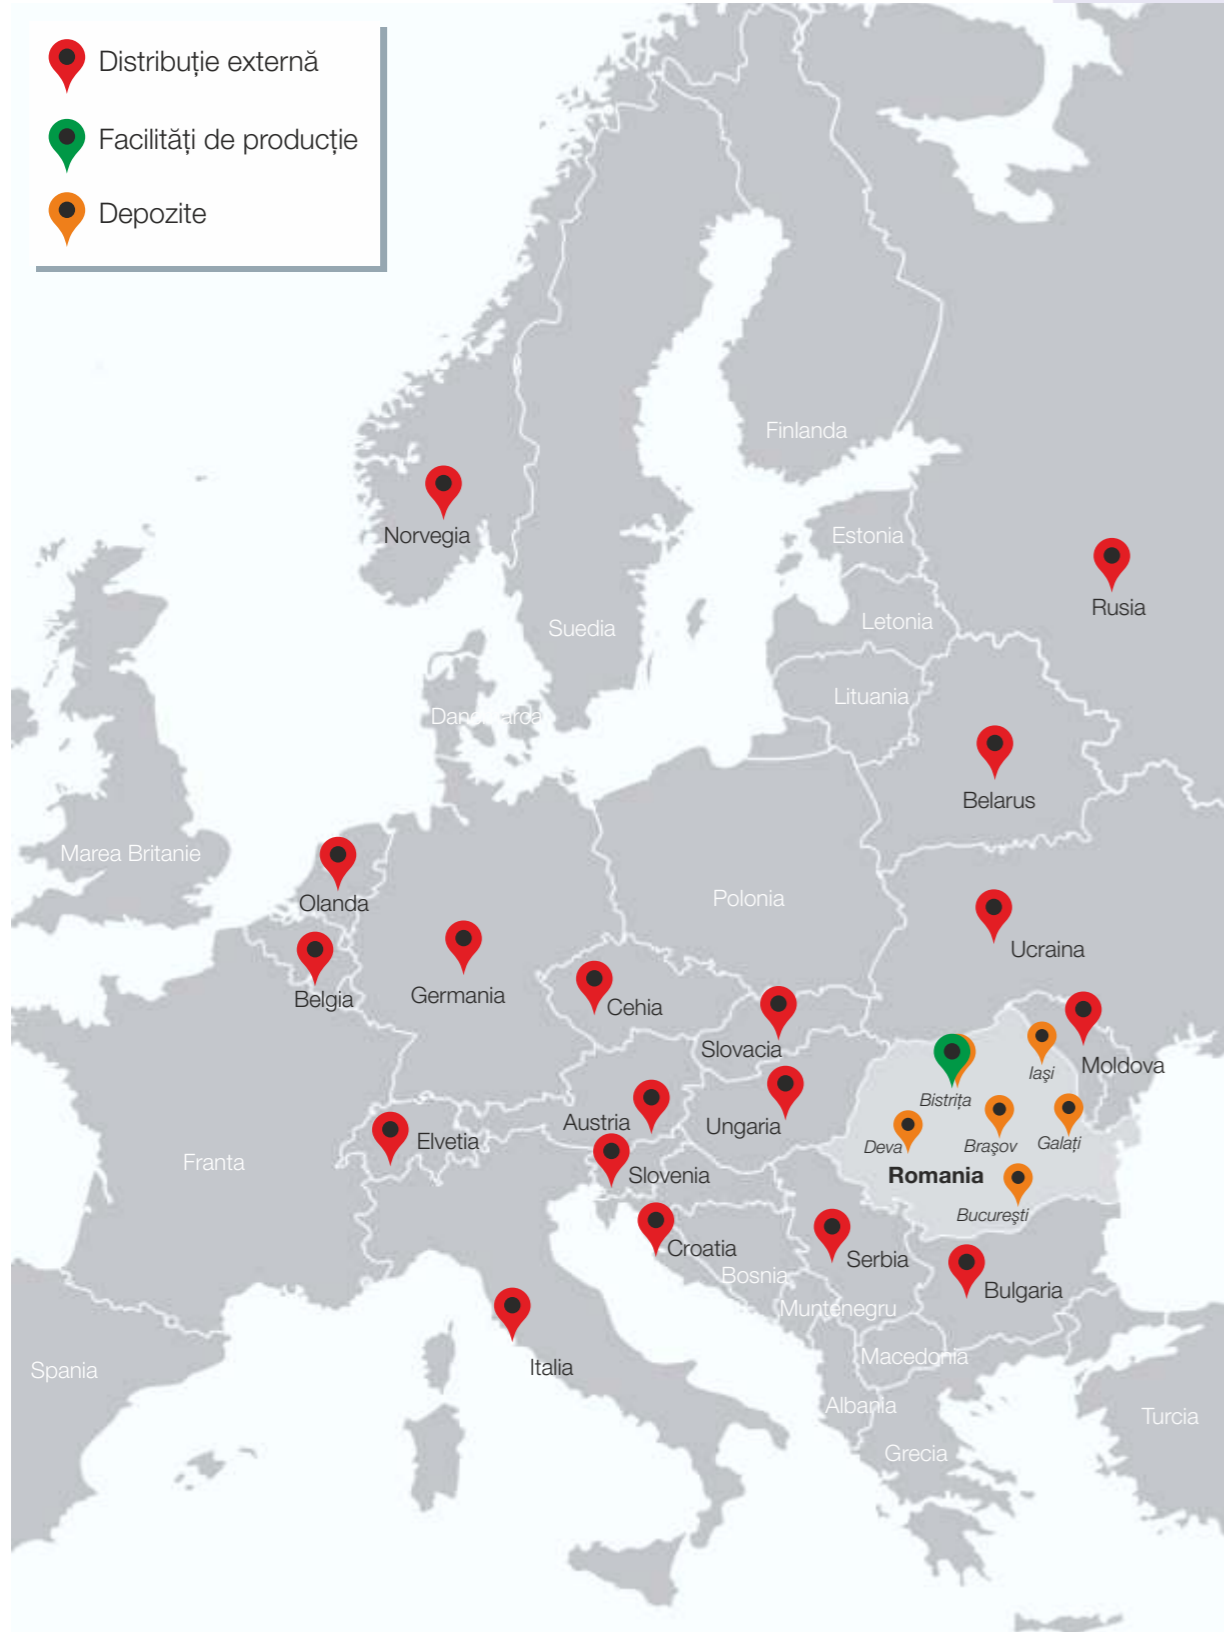 Distribuție externă
Facilități de producție
Depozite
Finlanda
Norvegia
Estonia
Rusia
Letonia
Suedia
Lituania
Danemarca
Belarus
Marea Britanie
Olanda
Polonia
Ucraina
Belgia
Germania
Cehia
Slovacia
Moldova
Iași
Bistrița
Austria
Ungaria
Elvetia
Deva
Brașov
Galați
Franta
Slovenia
Romania
București
Croatia
Serbia
Bosnia
Bulgaria
Muntenegru
Macedonia
Italia
Spania
Albania
Turcia
Grecia